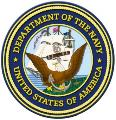 DEPARTMENT OF THE NAVY
UNITED STATES OF AMERICA